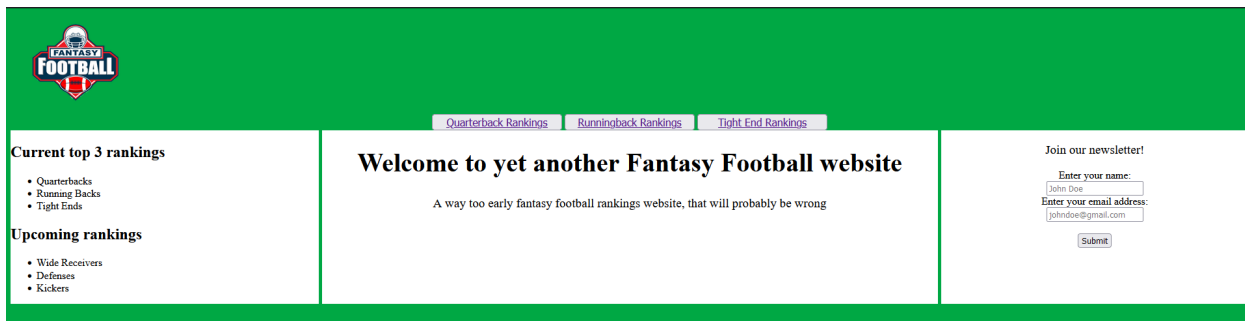 FANTASY
FOOTBALL
Quarterback Rankings Runningback Rankings Tight End Rankings
Current top 3 rankings
• Quarterbacks
• Running Backs
• Tight Ends
Upcoming rankings
• Wide Receivers
• Defenses
• Kickers
Welcome to yet another Fantasy Football website
A way too early fantasy football rankings website, that will probably be wrong
Join our newsletter!
Enter your name:
John Doe
Enter your email address:
johndoe@gmail.com
Submit